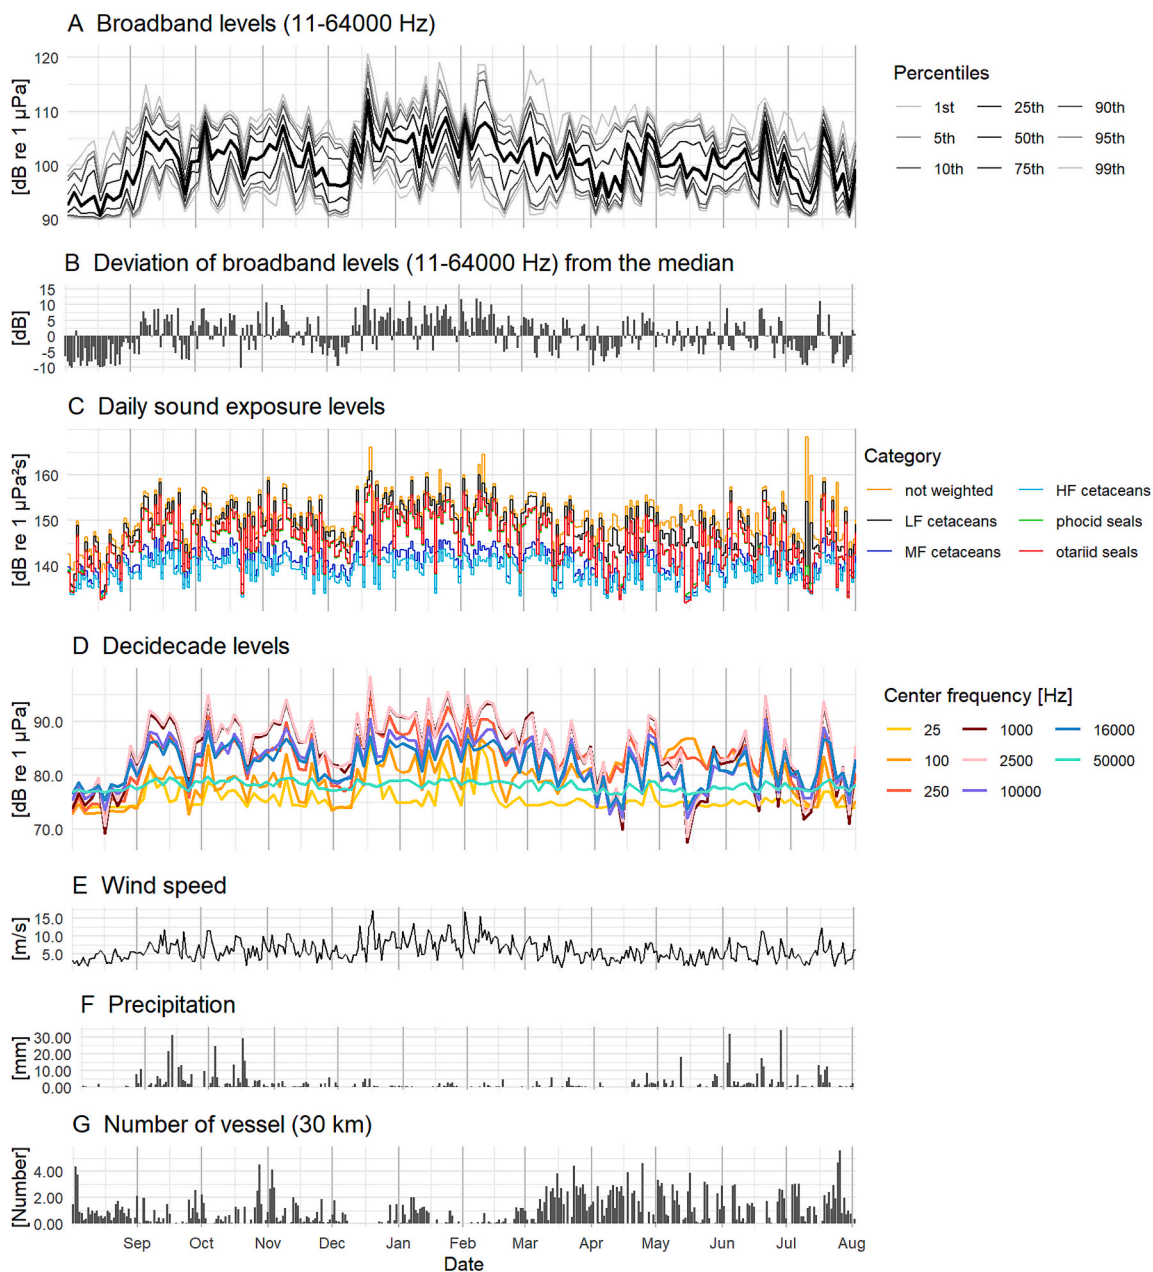 A Broadband levels (11-64000 Hz)
120
110
100
90
[dB re 1 µPa]
Percentiles
1st 25th 90th
5th 50th 95th
10th 75th 99th
B Deviation of broadband levels (11-64000 Hz) from the median
15
10
5
0
-5
-10
[dB]
C Daily sound exposure levels
160
150
140
[dB re 1 µPa²s]
Category
not weighted HF cetaceans
LF cetaceans phocid seals
MF cetaceans otariid seals
D Decidecade levels
90.0
80.0
70.0
[dB re 1 µPa]
Center frequency [Hz]
25 1000 16000
100 2500 50000
250 10000
E Wind speed
15.0
10.0
5.0
[m/s]
F Precipitation
30.00
20.00
10.00
0.00
[mm]
G Number of vessel (30 km)
4.00
2.00
0.00
[Number]
Sep Oct Nov Dec Jan Feb Mar Apr May Jun Jul Aug
Date